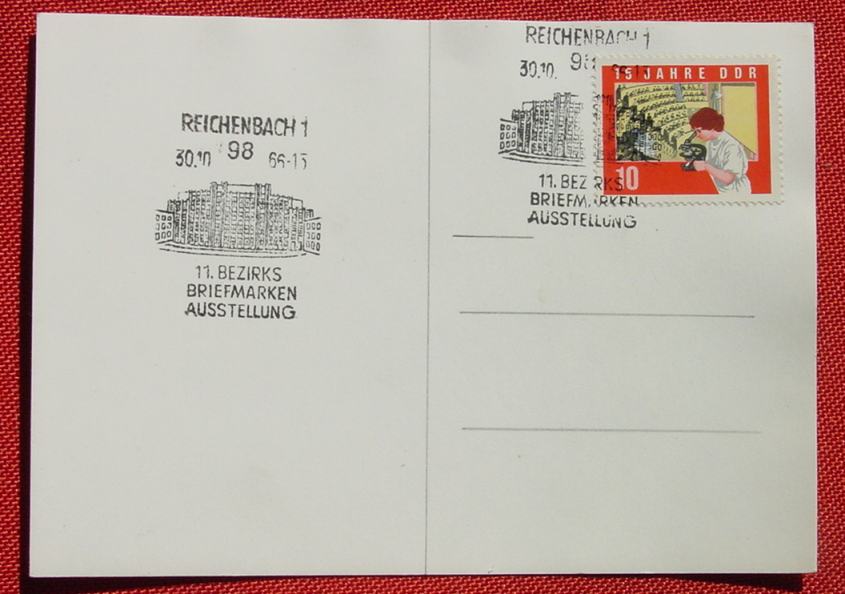 REICHENBACH 1
98
30.10 66-15
11. BEZIRKS
BRIEFMARKEN
AUSSTELLUNG
REICHENBACH 1
30.10.
15 JAHRE DDR
10
11. BEZIRKS
BRIEFMARKEN
AUSSTELLUNG